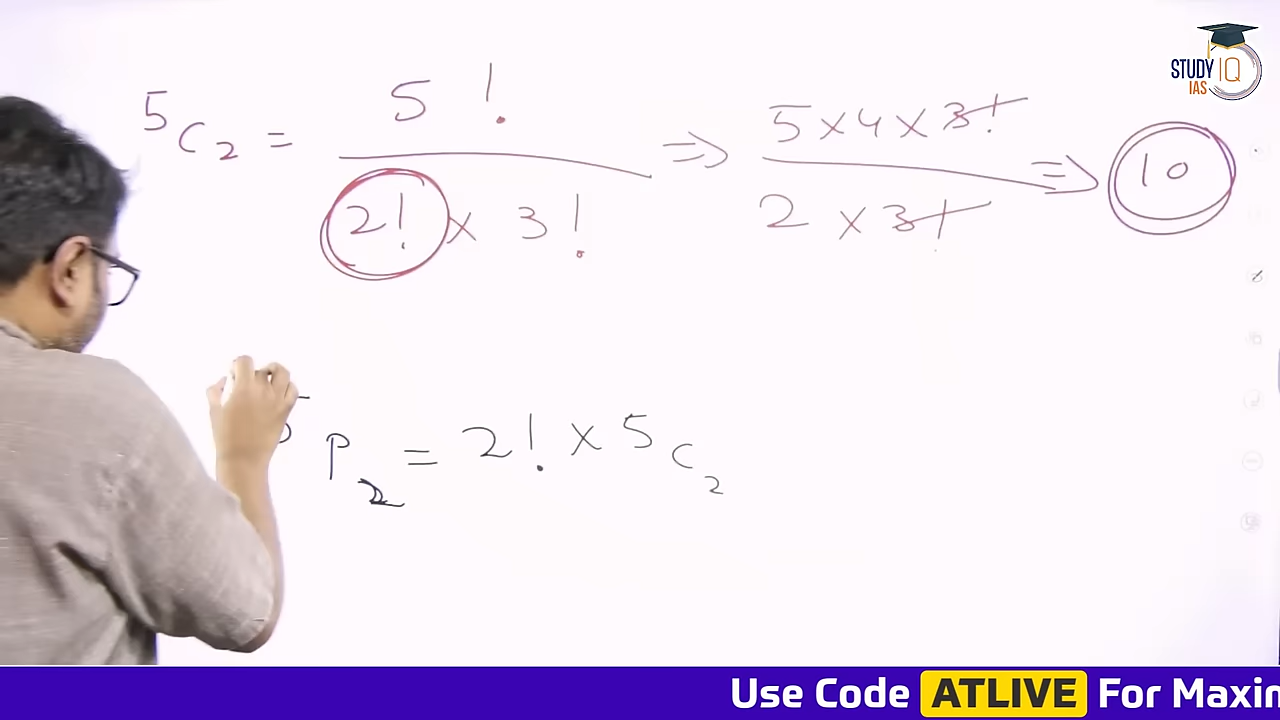 STUDY IQ
IAS
5C2 = 5! / 2! × 3! ⇒ 5×4×3! / 2×3! ⇒ 10
5P2 = 2! × 5C2
Use Code ATLIVE For Maxin